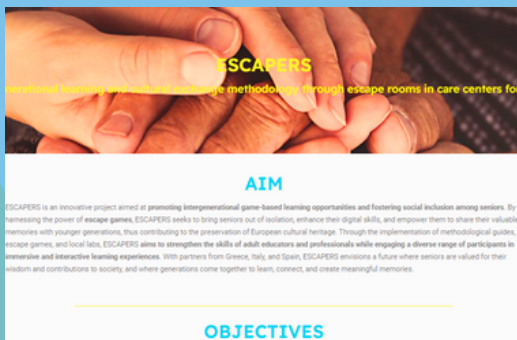 ESCAPERS
nerational learning and cultural exchange methodology through escape rooms in care centers for
AIM
ESCAPERS is an innovative project aimed at promoting intergenerational game-based learning opportunities and fostering social inclusion among seniors. By
harnessing the power of escape games, ESCAPERS seeks to bring seniors out of isolation, enhance their digital skills, and empower them to share their valuable
memories with younger generations, thus contributing to the preservation of European cultural heritage. Through the implementation of methodological guides,
escape games, and local labs, ESCAPERS aims to strengthen the skills of adult educators and professionals while engaging a diverse range of participants in
immersive and interactive learning experiences. With partners from Greece, Italy, and Spain, ESCAPERS envisions a future where seniors are valued for their
wisdom and contributions to society, and where generations come together to learn, connect, and create meaningful memories.
OBJECTIVES